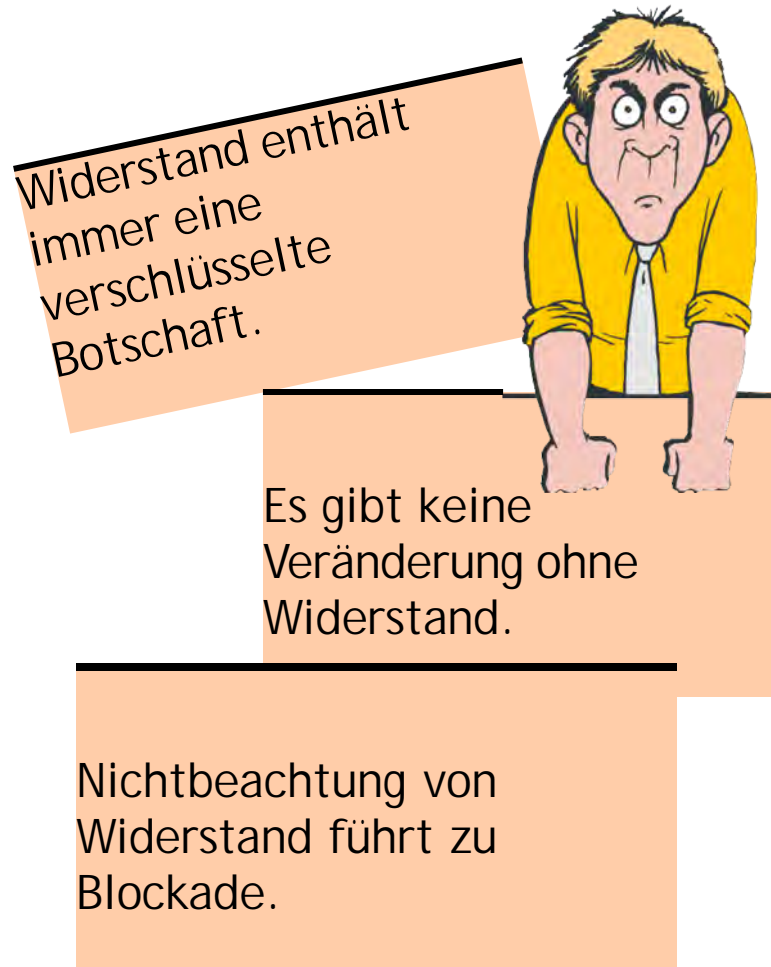 Widerstand enthält
immer eine
verschlüsselte
Botschaft.
Es gibt keine
Veränderung ohne
Widerstand.
Nichtbeachtung von
Widerstand führt zu
Blockade.